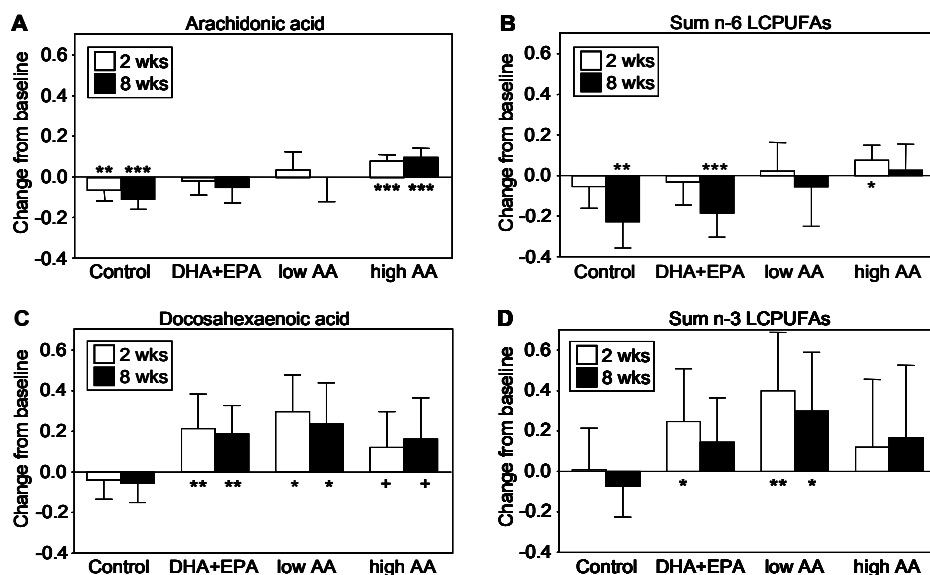 A Arachidonic acid
Change from baseline
0.6
0.4
0.2
0.0
-0.2
-0.4
2 wks
8 wks
** ***
*** ***
Control DHA+EPA low AA high AA
B Sum n-6 LCPUFAs
Change from baseline
0.6
0.4
0.2
0.0
-0.2
-0.4
2 wks
8 wks
** ***
*
Control DHA+EPA low AA high AA
C Docosahexaenoic acid
Change from baseline
0.6
0.4
0.2
0.0
-0.2
-0.4
2 wks
8 wks
** ** * * + +
Control DHA+EPA low AA high AA
D Sum n-3 LCPUFAs
Change from baseline
0.6
0.4
0.2
0.0
-0.2
-0.4
2 wks
8 wks
* ** *
Control DHA+EPA low AA high AA